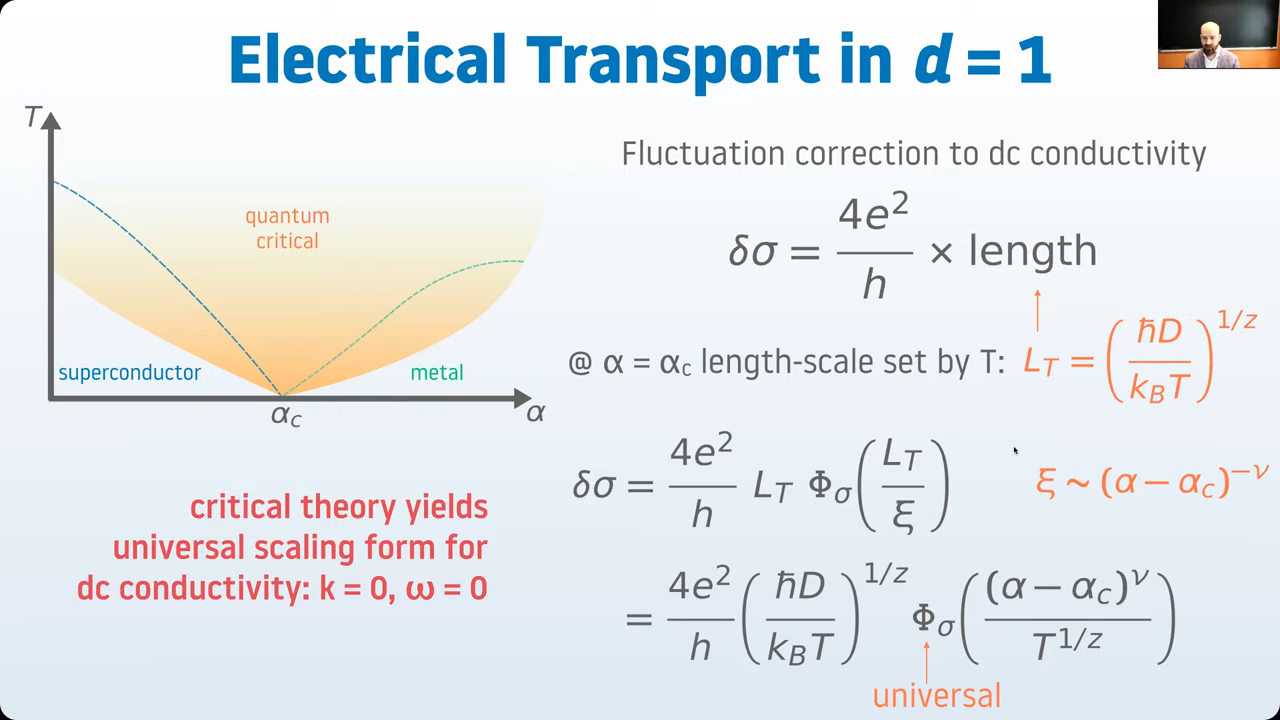 Electrical Transport in d = 1
T
quantum
critical
superconductor
metal
α_c
α
critical theory yields
universal scaling form for
dc conductivity: k = 0, ω = 0
Fluctuation correction to dc conductivity
δσ = 4e²/h × length
@ α = α_c length-scale set by T: L_T = (ħD/k_BT)^{1/z}
δσ = 4e²/h L_T Φ_σ(L_T/ξ)
ξ ~ (α − α_c)^{−ν}
= 4e²/h (ħD/k_BT)^{1/z} Φ_σ((α − α_c)^ν/T^{1/z})
universal